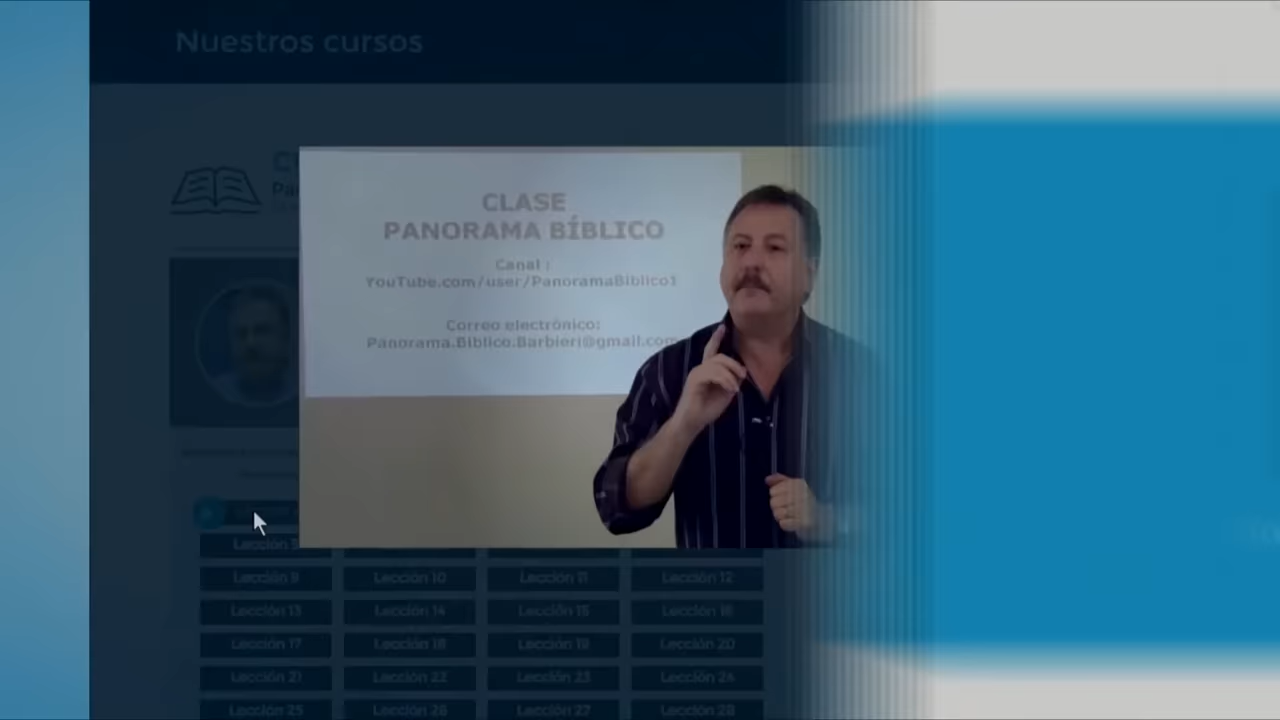 Nuestros cursos
CLASE
PANORAMA BÍBLICO
Canal :
YouTube.com/user/PanoramaBiblico1
Correo electrónico:
Panorama.Biblico.Barbieri@gmail.com
Lección 9
Lección 10
Lección 11
Lección 12
Lección 13
Lección 14
Lección 15
Lección 16
Lección 17
Lección 18
Lección 19
Lección 20
Lección 21
Lección 22
Lección 23
Lección 24
Lección 25
Lección 26
Lección 27
Lección 28